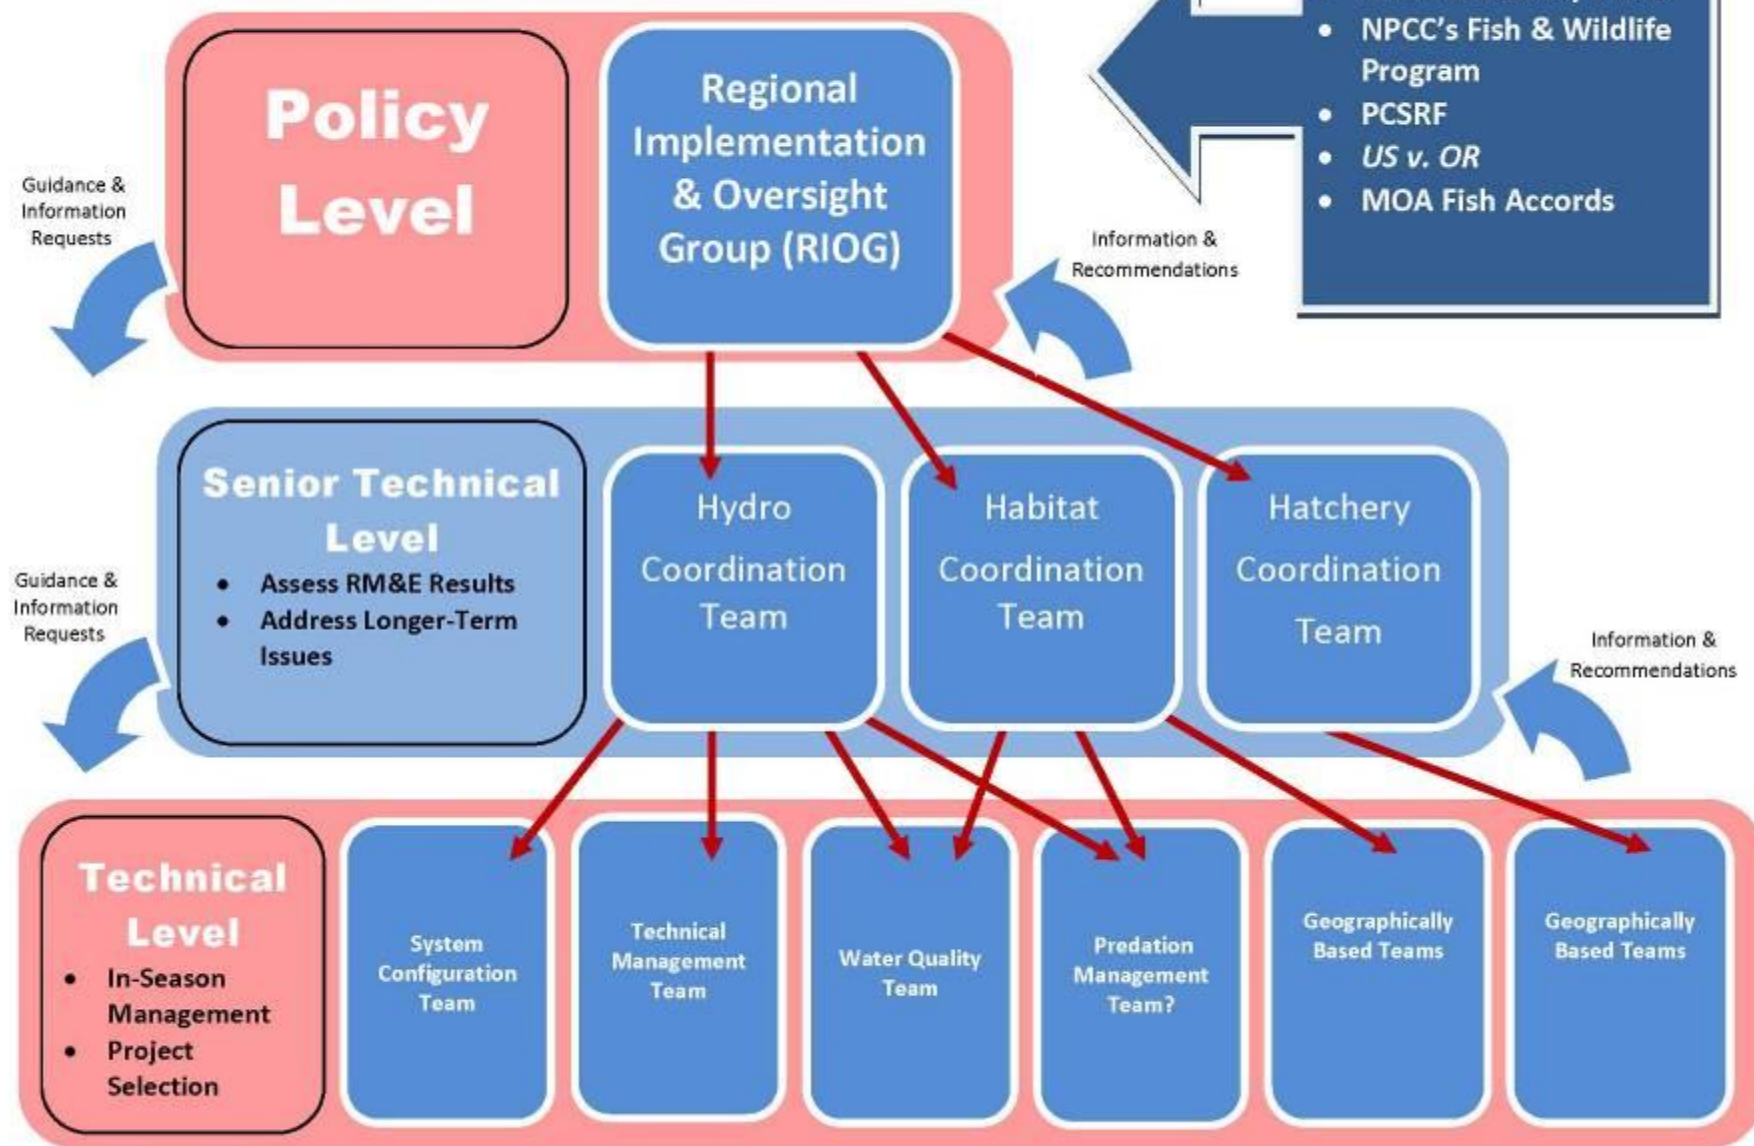 NPCC's Fish & Wildlife
Program
PCSRF
US v. OR
MOA Fish Accords
Policy
Level
Regional
Implementation
& Oversight
Group (RIOG)
Guidance &
Information
Requests
Information &
Recommendations
Senior Technical
Level
• Assess RM&E Results
• Address Longer-Term
Issues
Hydro
Coordination
Team
Habitat
Coordination
Team
Hatchery
Coordination
Team
Guidance &
Information
Requests
Information &
Recommendations
Technical
Level
• In-Season
Management
• Project
Selection
System
Configuration
Team
Technical
Management
Team
Water Quality
Team
Predation
Management
Team?
Geographically
Based Teams
Geographically
Based Teams